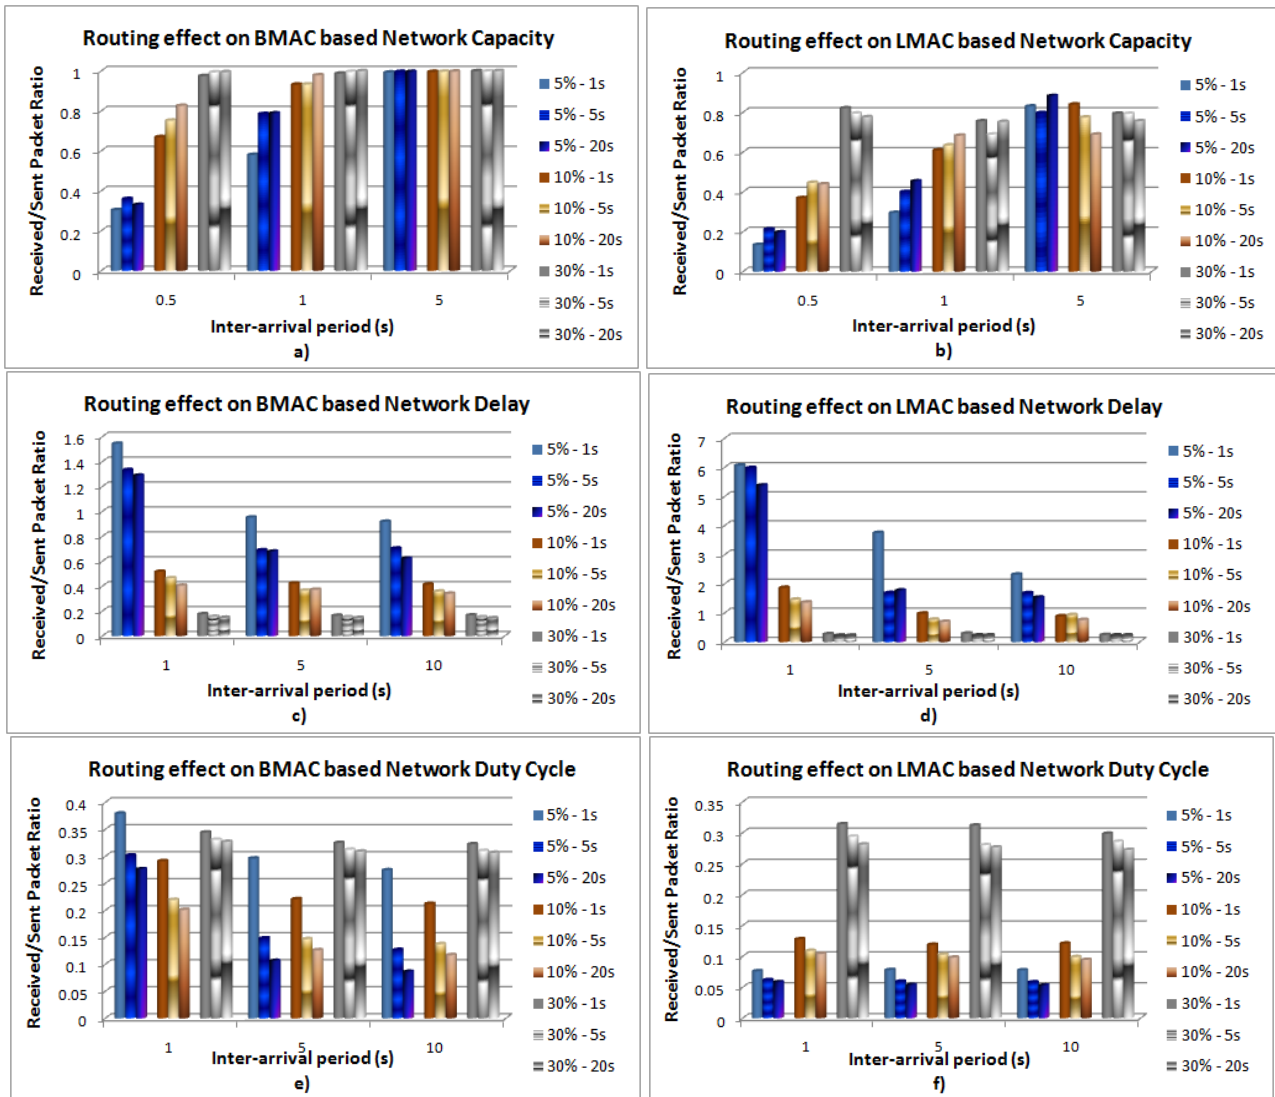 Routing effect on BMAC based Network Capacity
Received/Sent Packet Ratio
1
0.8
0.6
0.4
0.2
0
0.5
1
5
Inter-arrival period (s)
a)
5% - 1s
5% - 5s
5% - 20s
10% - 1s
10% - 5s
10% - 20s
30% - 1s
30% - 5s
30% - 20s
Routing effect on LMAC based Network Capacity
Received/Sent Packet Ratio
1
0.8
0.6
0.4
0.2
0
0.5
1
5
Inter-arrival period (s)
b)
5% - 1s
5% - 5s
5% - 20s
10% - 1s
10% - 5s
10% - 20s
30% - 1s
30% - 5s
30% - 20s
Routing effect on BMAC based Network Delay
Received/Sent Packet Ratio
1.6
1.4
1.2
1
0.8
0.6
0.4
0.2
0
1
5
10
Inter-arrival period (s)
c)
5% - 1s
5% - 5s
5% - 20s
10% - 1s
10% - 5s
10% - 20s
30% - 1s
30% - 5s
30% - 20s
Routing effect on LMAC based Network Delay
Received/Sent Packet Ratio
7
6
5
4
3
2
1
0
1
5
10
Inter-arrival period (s)
d)
5% - 1s
5% - 5s
5% - 20s
10% - 1s
10% - 5s
10% - 20s
30% - 1s
30% - 5s
30% - 20s
Routing effect on BMAC based Network Duty Cycle
Received/Sent Packet Ratio
0.4
0.35
0.3
0.25
0.2
0.15
0.1
0.05
0
1
5
10
Inter-arrival period (s)
e)
5% - 1s
5% - 5s
5% - 20s
10% - 1s
10% - 5s
10% - 20s
30% - 1s
30% - 5s
30% - 20s
Routing effect on LMAC based Network Duty Cycle
Received/Sent Packet Ratio
0.35
0.3
0.25
0.2
0.15
0.1
0.05
0
1
5
10
Inter-arrival period (s)
f)
5% - 1s
5% - 5s
5% - 20s
10% - 1s
10% - 5s
10% - 20s
30% - 1s
30% - 5s
30% - 20s